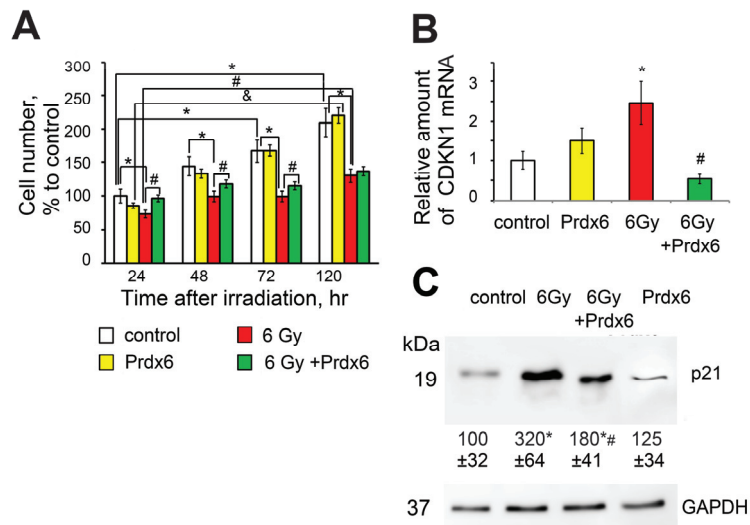 A
300
250
200
150
100
50
0
Cell number,
% to control
*
#
&
*
*
*
#
*
#
*
#
*
24 48 72 120
Time after irradiation, hr
control
6 Gy
Prdx6
6 Gy +Prdx6
B
Relative amount
of CDKN1 mRNA
3
2
1
0
*
#
control Prdx6 6Gy 6Gy
+Prdx6
C
control 6Gy 6Gy Prdx6
+Prdx6
kDa
19
p21
100 320* 180*# 125
±32 ±64 ±41 ±34
37
GAPDH